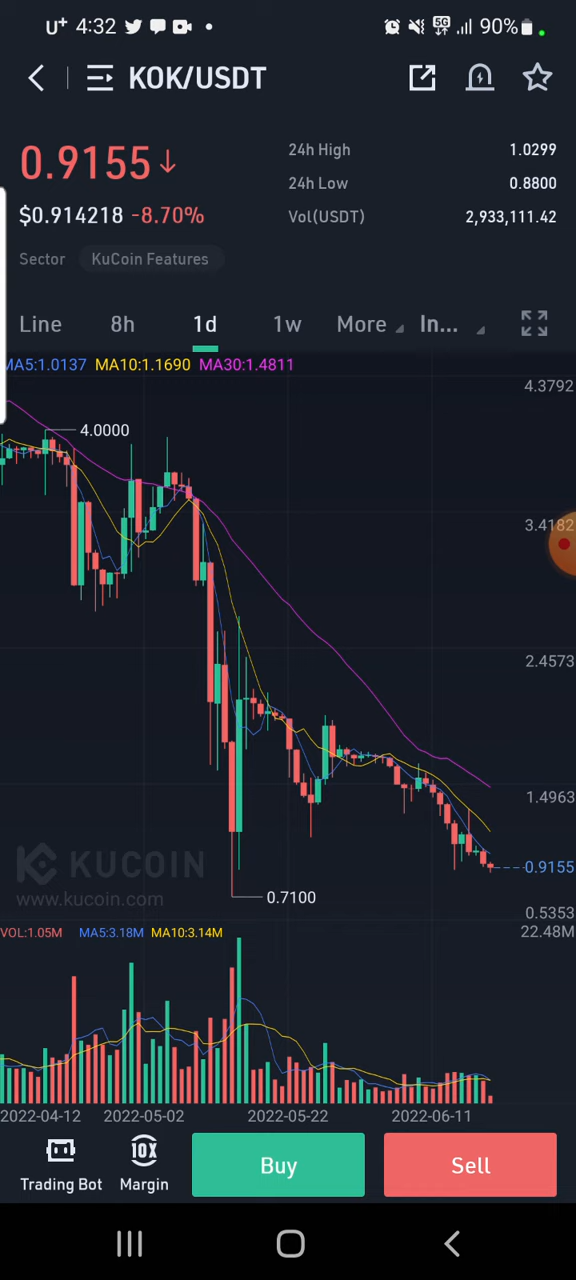 U+ 4:32 5G 90%
KOK/USDT
0.9155↓
24h High 1.0299
24h Low 0.8800
$0.914218 -8.70%
Vol(USDT) 2,933,111.42
Sector KuCoin Features
Line 8h 1d 1w More In...
MA5:1.0137 MA10:1.1690 MA30:1.4811
4.3792
4.0000
3.4182
2.4573
1.4963
KUCOIN
0.9155
www.kucoin.com
0.7100
0.5353
VOL:1.05M MA5:3.18M MA10:3.14M
22.48M
2022-04-12 2022-05-02 2022-05-22 2022-06-11
10X
Trading Bot Margin Buy Sell